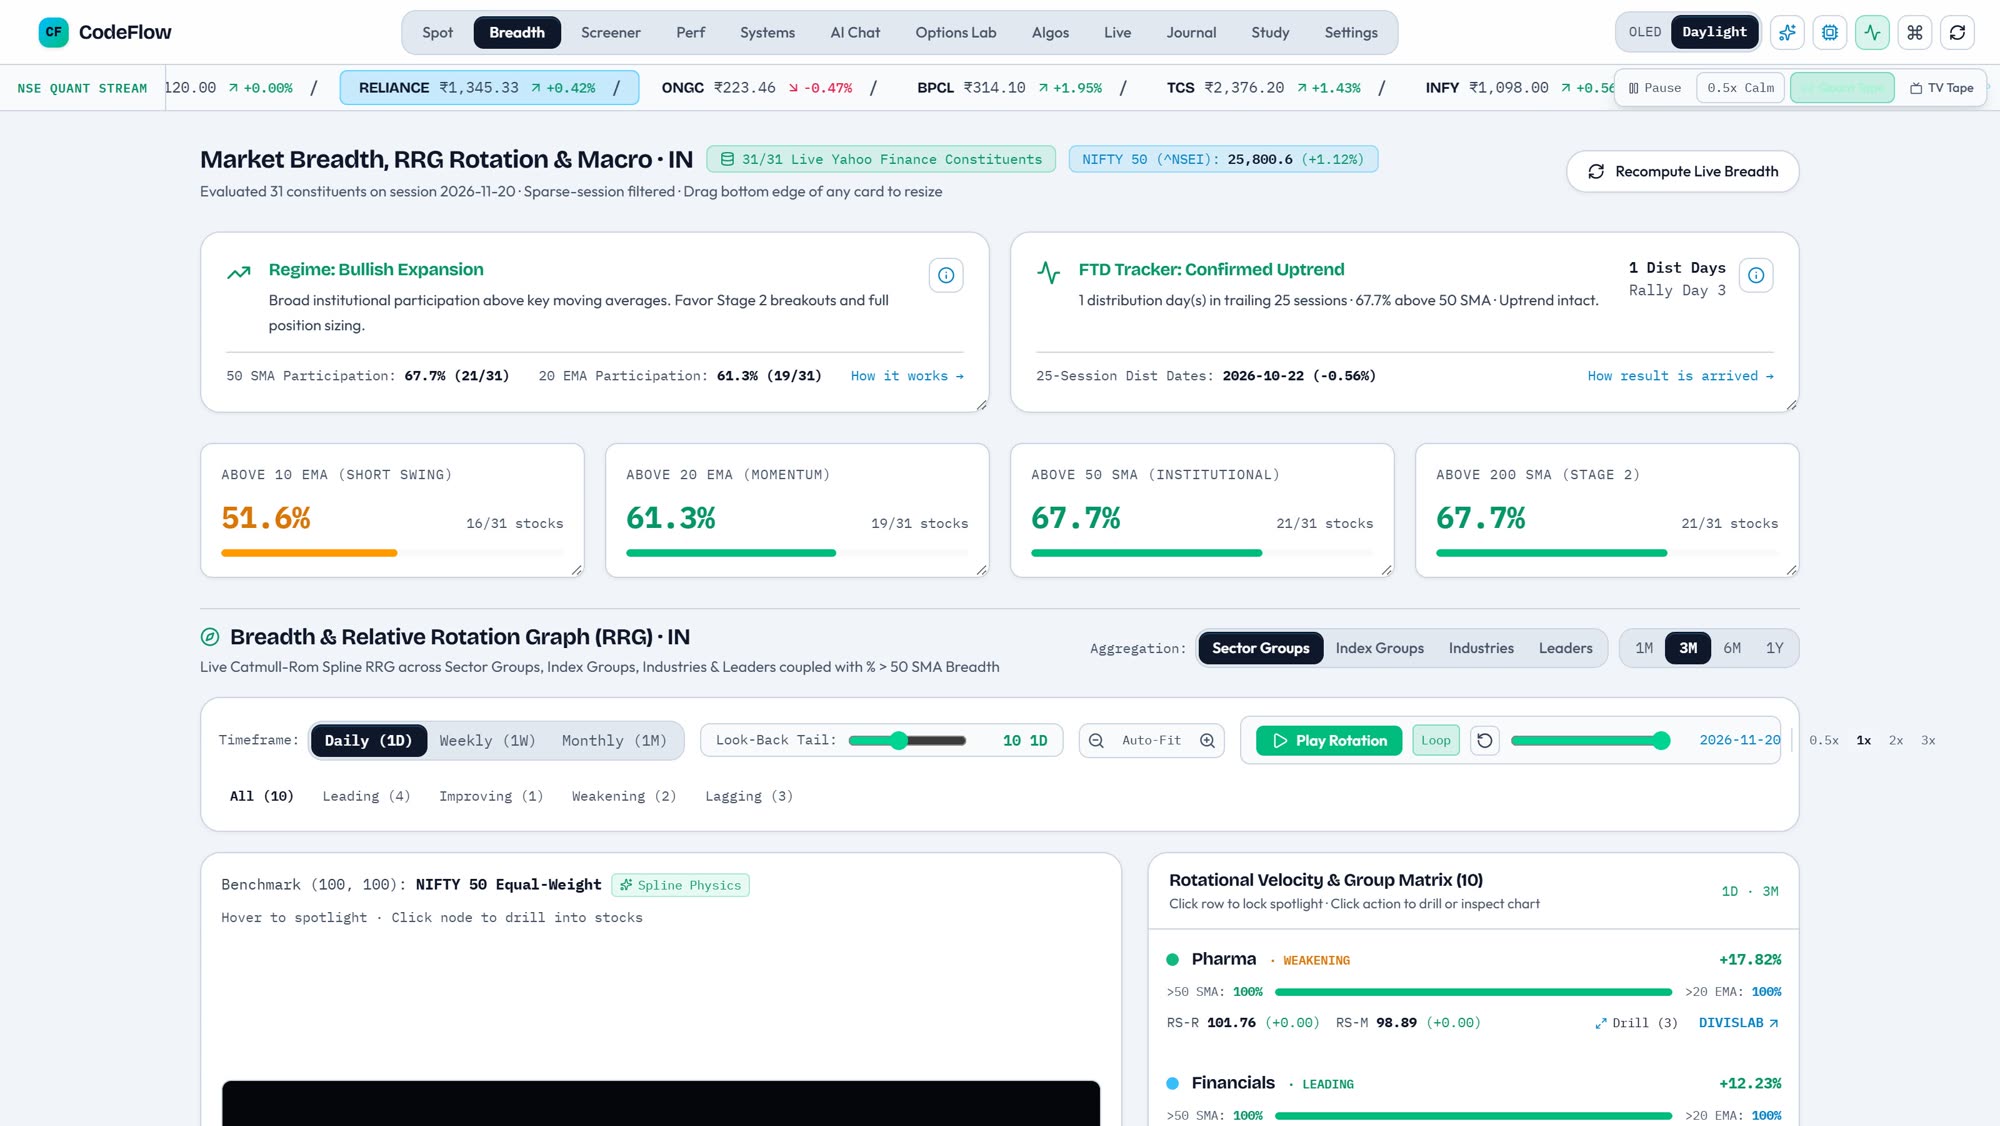 CF CodeFlow Spot Breadth Screener Perf Systems AI Chat Options Lab Algos Live Journal Study Settings OLED Daylight
NSE QUANT STREAM 120.00 +0.00% / RELIANCE ₹1,345.33 +0.42% / ONGC ₹223.46 -0.47% / BPCL ₹314.10 +1.95% / TCS ₹2,376.20 +1.43% / INFY ₹1,098.00 +0.56 Pause 0.5x Calm TV Tape
Market Breadth, RRG Rotation & Macro · IN 31/31 Live Yahoo Finance Constituents NIFTY 50 (^NSEI): 25,800.6 (+1.12%)
Evaluated 31 constituents on session 2026-11-20 · Sparse-session filtered · Drag bottom edge of any card to resize
Recompute Live Breadth
Regime: Bullish Expansion
Broad institutional participation above key moving averages. Favor Stage 2 breakouts and full
position sizing.
50 SMA Participation: 67.7% (21/31) 20 EMA Participation: 61.3% (19/31) How it works →
FTD Tracker: Confirmed Uptrend
1 distribution day(s) in trailing 25 sessions · 67.7% above 50 SMA · Uptrend intact.
1 Dist Days
Rally Day 3
25-Session Dist Dates: 2026-10-22 (-0.56%) How result is arrived →
ABOVE 10 EMA (SHORT SWING)
51.6% 16/31 stocks
ABOVE 20 EMA (MOMENTUM)
61.3% 19/31 stocks
ABOVE 50 SMA (INSTITUTIONAL)
67.7% 21/31 stocks
ABOVE 200 SMA (STAGE 2)
67.7% 21/31 stocks
Breadth & Relative Rotation Graph (RRG) · IN
Live Catmull-Rom Spline RRG across Sector Groups, Index Groups, Industries & Leaders coupled with % > 50 SMA Breadth
Aggregation: Sector Groups Index Groups Industries Leaders 1M 3M 6M 1Y
Timeframe: Daily (1D) Weekly (1W) Monthly (1M) Look-Back Tail: 10 1D Auto-Fit Play Rotation Loop 2026-11-20 0.5x 1x 2x 3x
All (10) Leading (4) Improving (1) Weakening (2) Lagging (3)
Benchmark (100, 100): NIFTY 50 Equal-Weight Spline Physics
Hover to spotlight · Click node to drill into stocks
Rotational Velocity & Group Matrix (10)
Click row to lock spotlight · Click action to drill or inspect chart
1D · 3M
Pharma · WEAKENING +17.82%
>50 SMA: 100% >20 EMA: 100%
RS-R 101.76 (+0.00) RS-M 98.89 (+0.00) Drill (3) DIVISLAB
Financials · LEADING +12.23%
>50 SMA: 100% >20 EMA: 100%